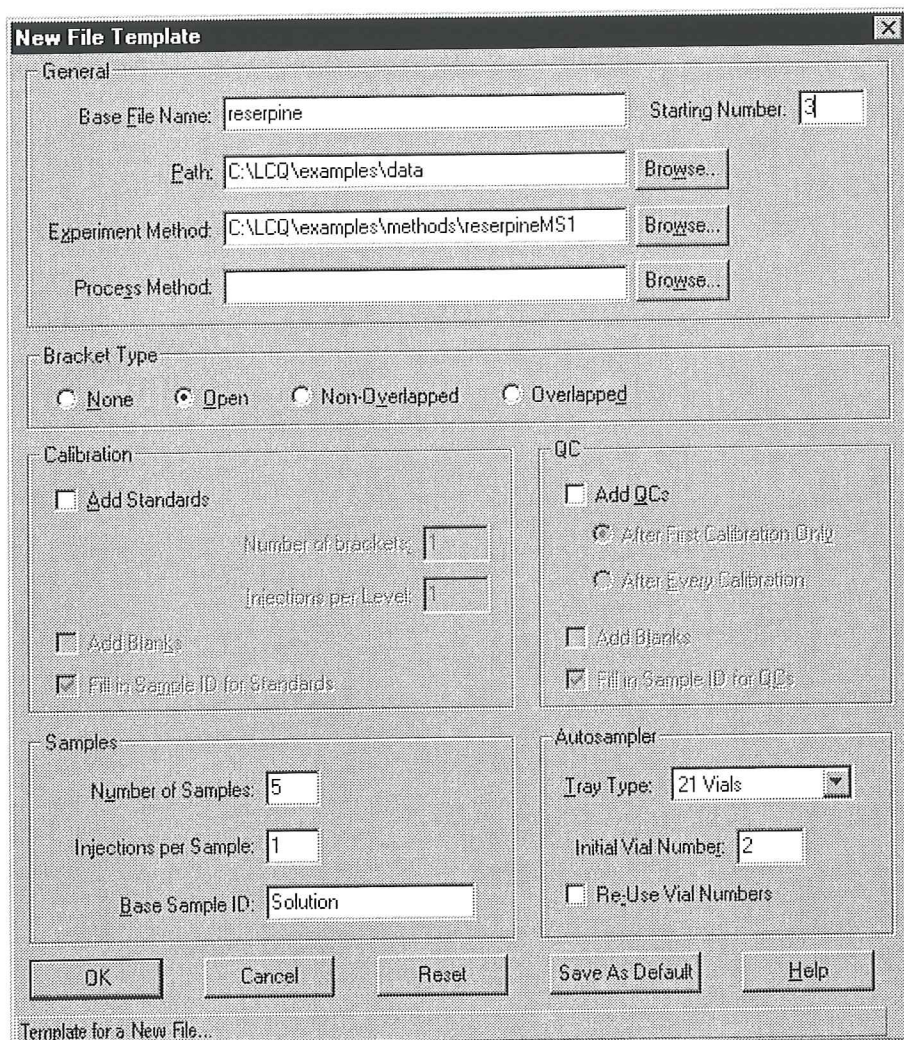 New File Template
General
Base File Name: reserpine Starting Number: 3
Path: C:\LCQ\examples\data Browse...
Experiment Method: C:\LCQ\examples\methods\reserpineMS1 Browse...
Process Method: Browse...
Bracket Type
None Open Non-Overlapped Overlapped
Calibration
Add Standards
Number of brackets: 1
Injections per Level: 1
Add Blanks
Fill in Sample ID for Standards
QC
Add QCs
After First Calibration Only
After Every Calibration
Add Blanks
Fill in Sample ID for QCs
Samples
Number of Samples: 5
Injections per Sample: 1
Base Sample ID: Solution
Autosampler
Tray Type: 21 Vials
Initial Vial Number: 2
Re-Use Vial Numbers
OK Cancel Reset Save As Default Help
Template for a New File...